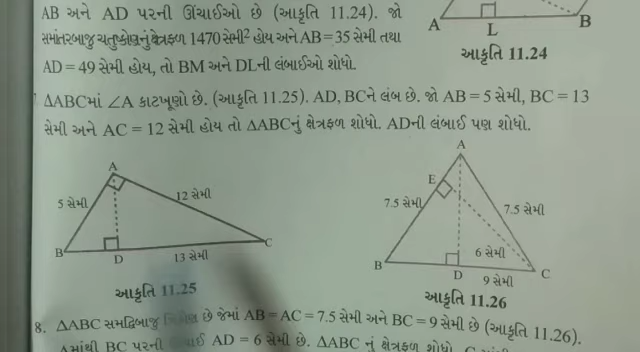 AB અને AD પરની ઊંચાઈઓ છે (આકૃતિ 11.24). જો
સમાંતરબાજુ ચતુષ્કોણનું ક્ષેત્રફળ 1470 સેમી² હોય અને AB = 35 સેમી તથા
AD = 49 સેમી હોય, તો BM અને DLની લંબાઈઓ શોધો.
A L B
આકૃતિ 11.24
ΔABCમાં ∠A કાટખૂણો છે. (આકૃતિ 11.25). AD, BCને લંબ છે. જો AB = 5 સેમી, BC = 13
સેમી અને AC = 12 સેમી હોય તો ΔABCનું ક્ષેત્રફળ શોધો. ADની લંબાઈ પણ શોધો.
A
5 સેમી 12 સેમી
B D 13 સેમી C
આકૃતિ 11.25
A
E
7.5 સેમી 7.5 સેમી
6 સેમી
B D 9 સેમી C
આકૃતિ 11.26
8. ΔABC સમદ્વિબાજુ છે જેમાં AB = AC = 7.5 સેમી અને BC = 9 સેમી છે (આકૃતિ 11.26).
Aમાંથી BC પરની AD = 6 સેમી છે. ΔABC નું ક્ષેત્રફળ શોધો.